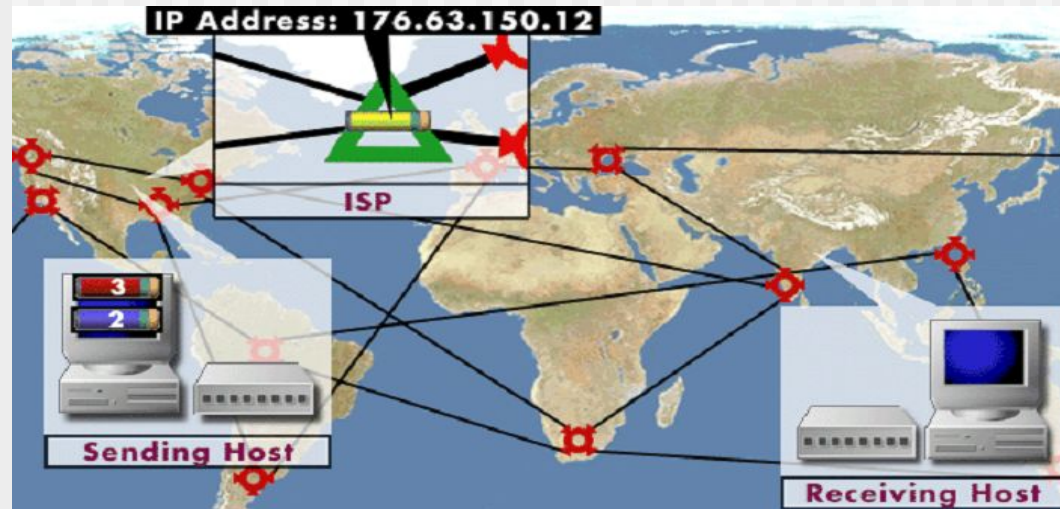 IP Address: 176.63.150.12
ISP
3
2
Sending Host
Receiving Host